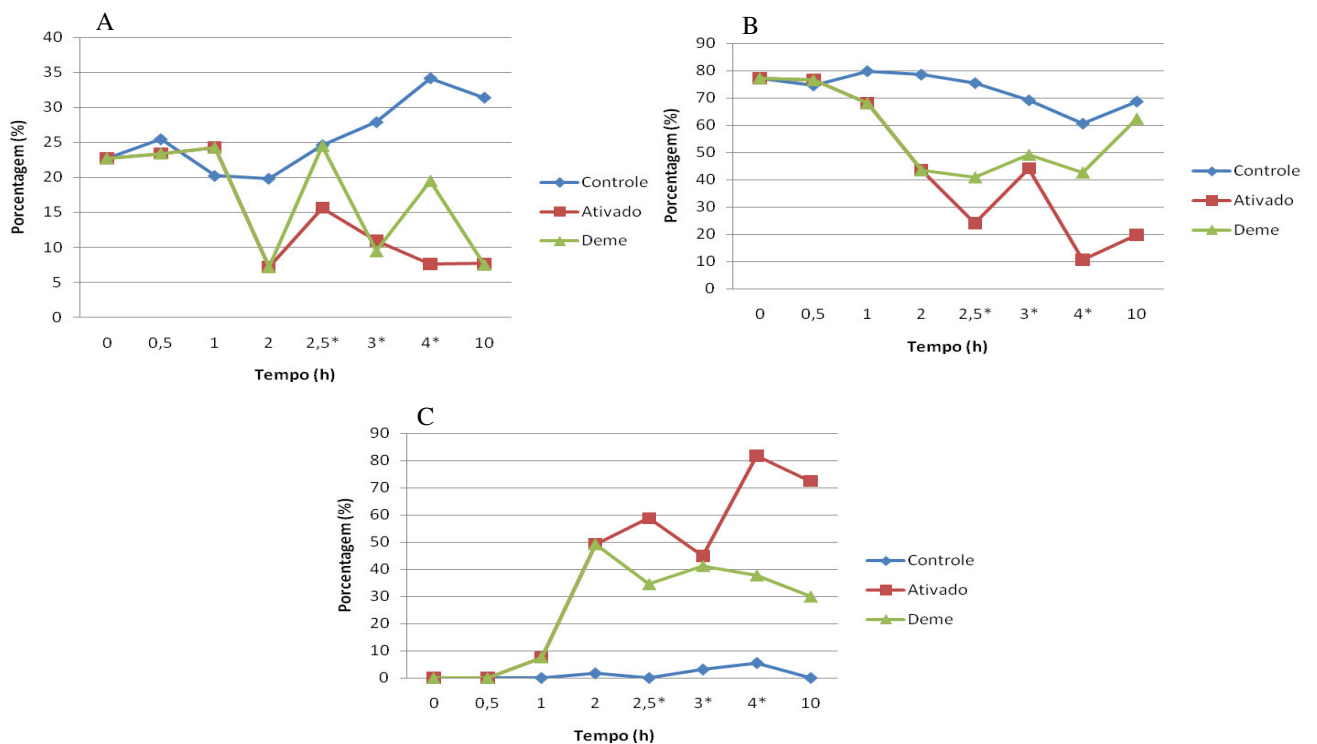 A
40
35
30
25
20
15
10
5
0
Porcentagem (%)
0 0,5 1 2 2,5* 3* 4* 10
Tempo (h)
Controle
Ativado
Deme
B
90
80
70
60
50
40
30
20
10
0
Porcentagem (%)
0 0,5 1 2 2,5* 3* 4* 10
Tempo (h)
Controle
Ativado
Deme
C
90
80
70
60
50
40
30
20
10
0
Porcentagem (%)
0 0,5 1 2 2,5* 3* 4* 10
Tempo (h)
Controle
Ativado
Deme